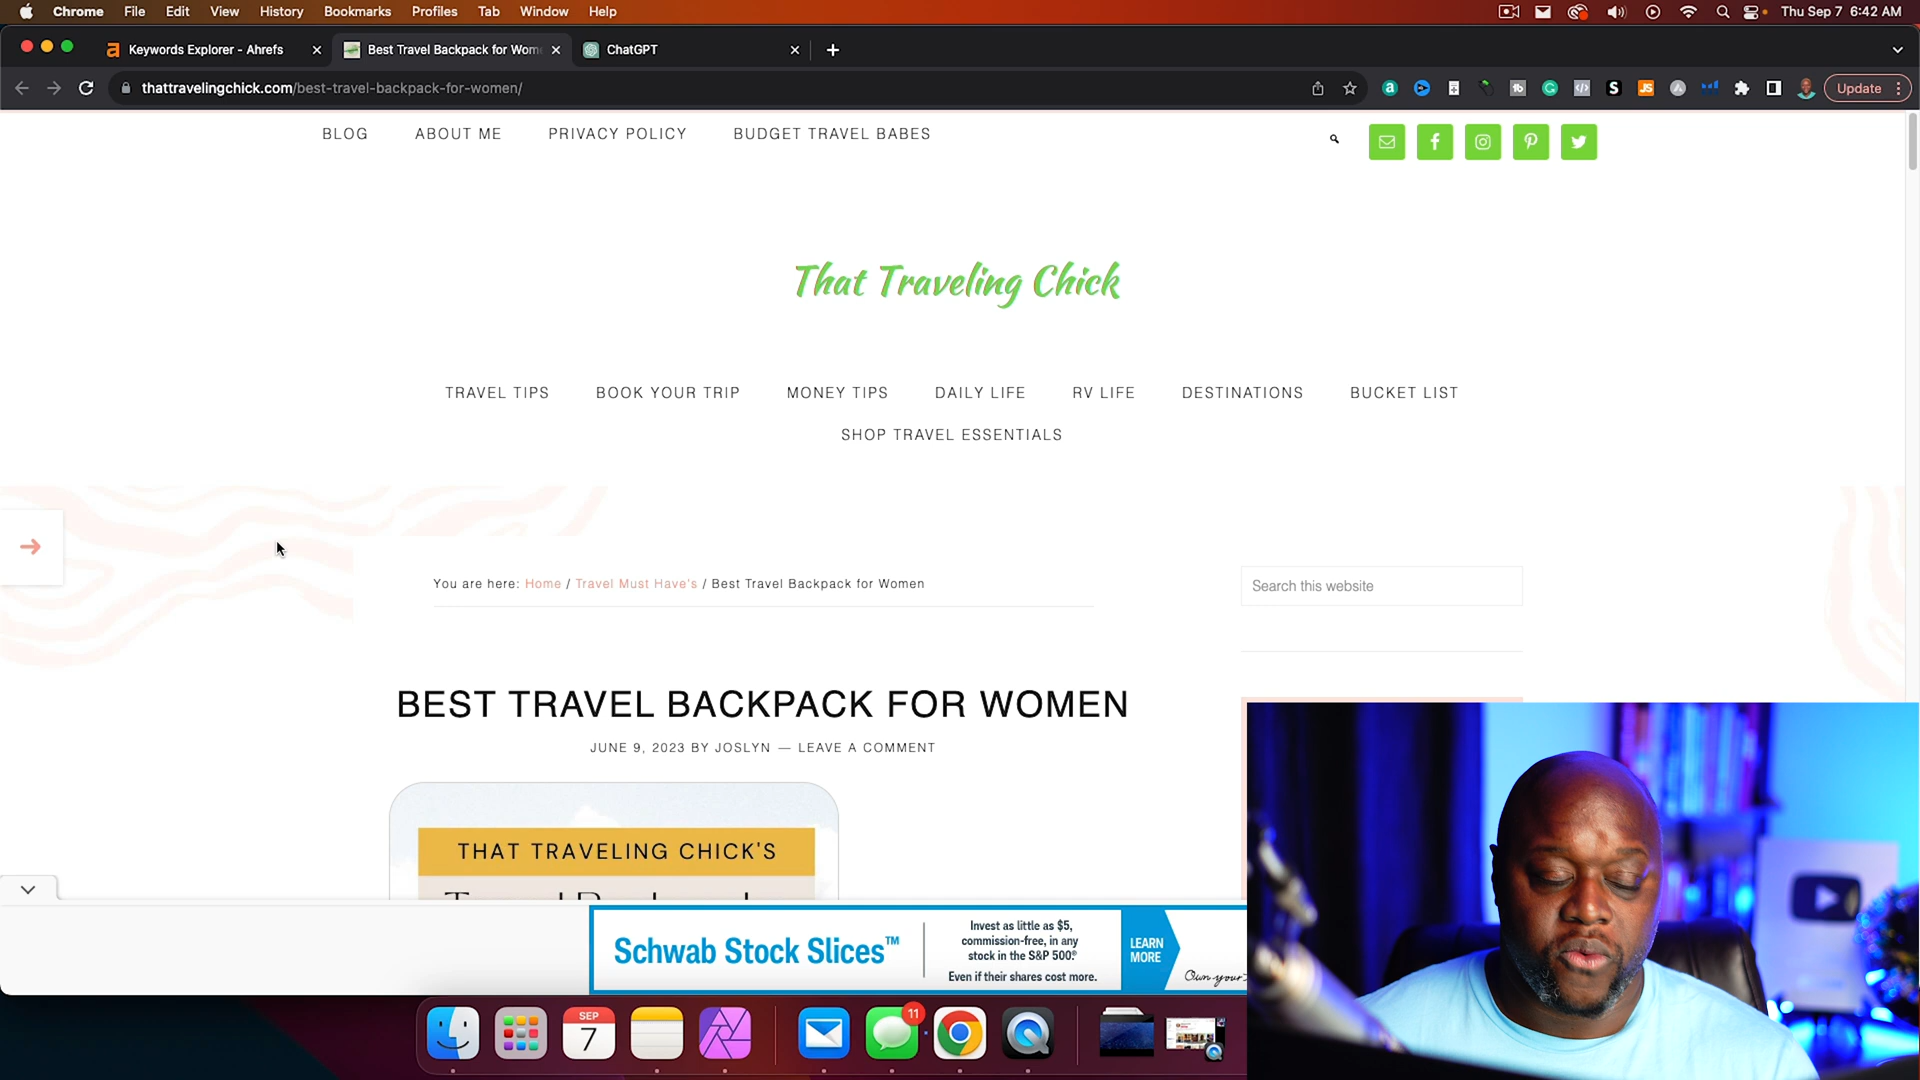 Chrome File Edit View History Bookmarks Profiles Tab Window Help Thu Sep 7 6:42 AM
Keywords Explorer - Ahrefs Best Travel Backpack for Wom ChatGPT
thattravelingchick.com/best-travel-backpack-for-women/ Update
BLOG ABOUT ME PRIVACY POLICY BUDGET TRAVEL BABES
That Traveling Chick
TRAVEL TIPS BOOK YOUR TRIP MONEY TIPS DAILY LIFE RV LIFE DESTINATIONS BUCKET LIST
SHOP TRAVEL ESSENTIALS
You are here: Home / Travel Must Have's / Best Travel Backpack for Women
Search this website
BEST TRAVEL BACKPACK FOR WOMEN
JUNE 9, 2023 BY JOSLYN — LEAVE A COMMENT
THAT TRAVELING CHICK'S
Schwab Stock Slices™
Invest as little as $5,
commission-free, in any
stock in the S&P 500.®
Even if their shares cost more.
LEARN
MORE
Own your
SEP
7
11